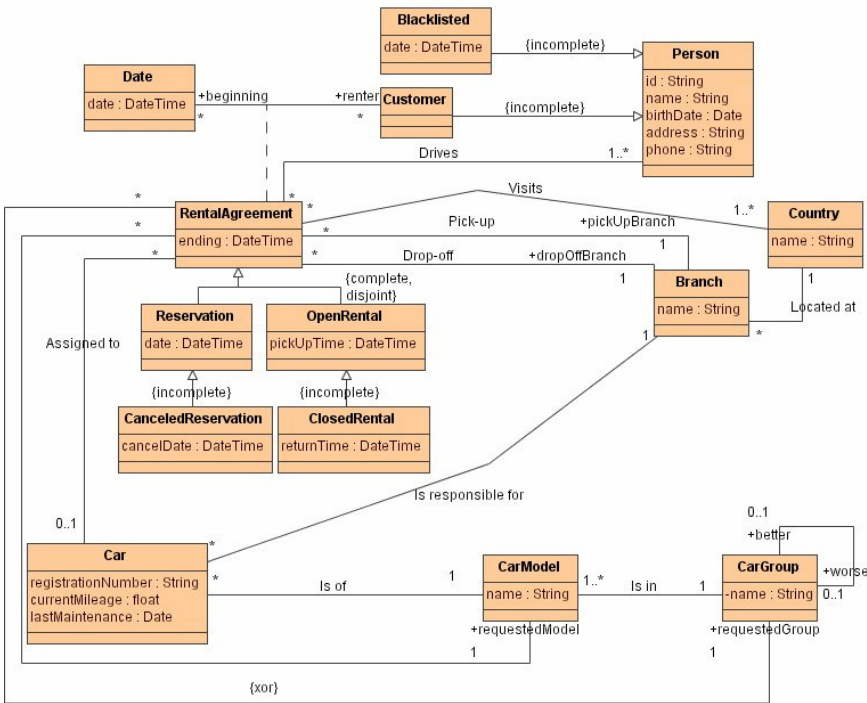 Blacklisted
date : DateTime
{incomplete}
Person
id : String
name : String
birthDate : Date
address : String
phone : String
Date
date : DateTime
+beginning
*
+renter
*
Customer
{incomplete}
Drives
1..*
*
Visits
*
1..*
Country
name : String
RentalAgreement
ending : DateTime
*
*
*
Pick-up
+pickUpBranch
*
1
Drop-off
+dropOffBranch
*
1
Branch
name : String
1
Located at
*
1
{complete,
disjoint}
Reservation
date : DateTime
OpenRental
pickUpTime : DateTime
Assigned to
{incomplete}
{incomplete}
CanceledReservation
cancelDate : DateTime
ClosedRental
returnTime : DateTime
Is responsible for
0..1
*
Car
registrationNumber : String
currentMileage : float
lastMaintenance : Date
*
Is of
1
CarModel
name : String
1..*
Is in
1
0..1
+better
CarGroup
-name : String
+worse
0..1
+requestedModel
1
+requestedGroup
1
{xor}